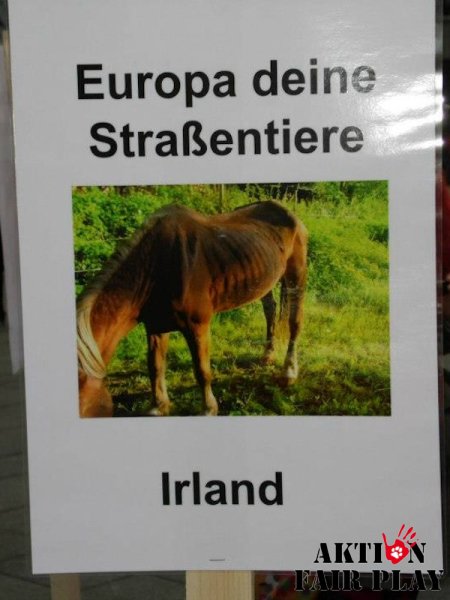 Europa deine
Straßentiere
Irland
AKTION
FAIR PLAY